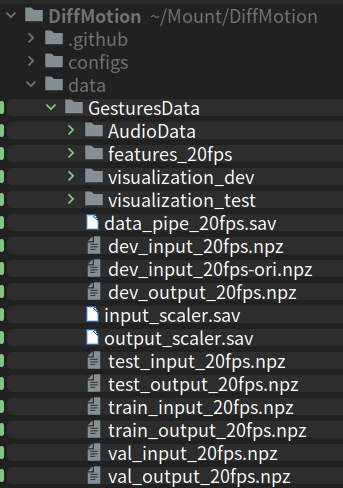 DiffMotion ~/Mount/DiffMotion
.github
configs
data
GesturesData
AudioData
features_20fps
visualization_dev
visualization_test
data_pipe_20fps.sav
dev_input_20fps.npz
dev_input_20fps-ori.npz
dev_output_20fps.npz
input_scaler.sav
output_scaler.sav
test_input_20fps.npz
test_output_20fps.npz
train_input_20fps.npz
train_output_20fps.npz
val_input_20fps.npz
val_output_20fps.npz